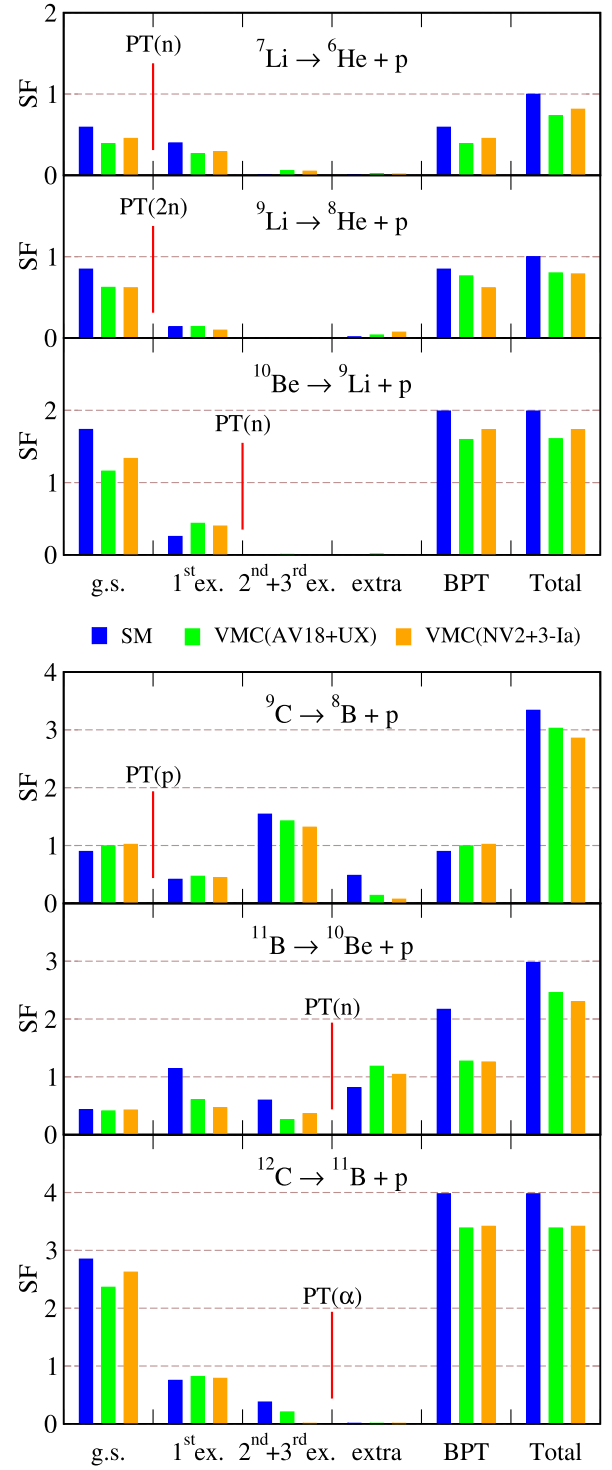 2
PT(n)
⁷Li → ⁶He + p
SF
1
0
PT(2n)
⁹Li → ⁸He + p
SF
1
0
¹⁰Be → ⁹Li + p
2
PT(n)
SF
1
0
g.s. 1ˢᵗ ex. 2ⁿᵈ+3ʳᵈ ex. extra BPT Total
SM VMC(AV18+UX) VMC(NV2+3-Ia)
4
⁹C → ⁸B + p
3
SF
2
PT(p)
1
0
¹¹B → ¹⁰Be + p
3
SF
2
PT(n)
1
0
¹²C → ¹¹B + p
4
3
SF
2
PT(α)
1
0
g.s. 1ˢᵗ ex. 2ⁿᵈ+3ʳᵈ ex. extra BPT Total